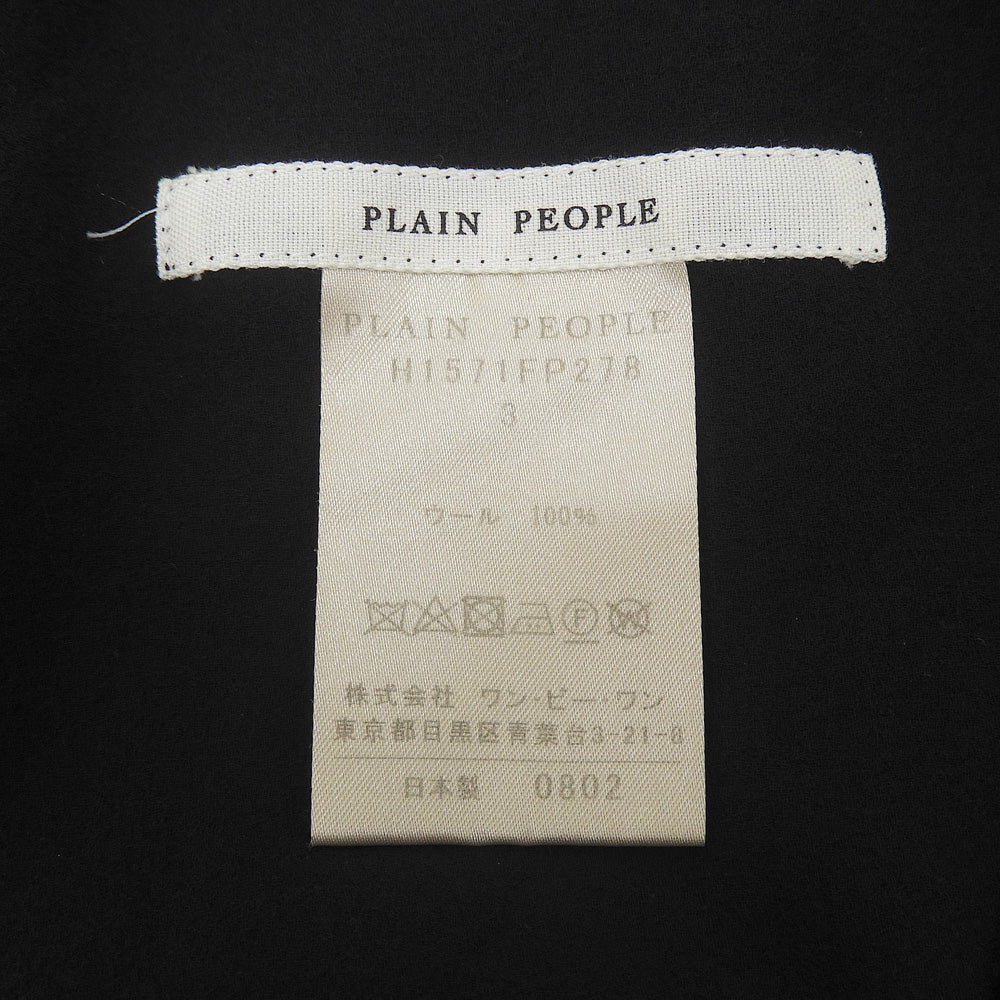 PLAIN PEOPLE
PLAIN PEOPLE
H1571FP278
3
ウール 100%
F W
株式会社 ワン・ビー・ワン
東京都目黒区青葉台3-21-8
日本製 0802